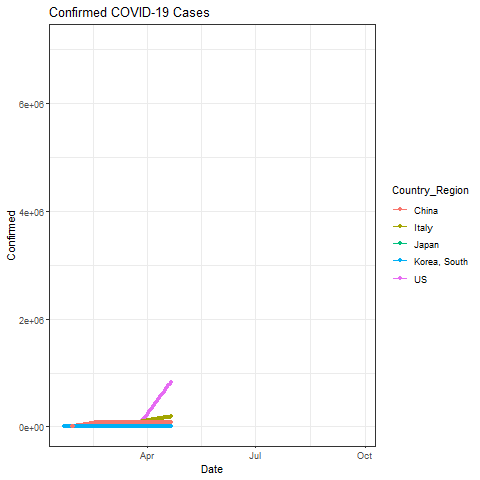 Confirmed COVID-19 Cases
6e+06
4e+06
2e+06
0e+00
Confirmed
Apr
Jul
Oct
Date
Country_Region
China
Italy
Japan
Korea, South
US